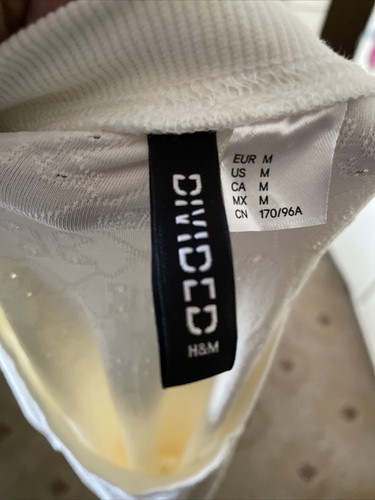 DIVIDED
H&M
EUR M
US M
CA M
MX M
CN 170/96A